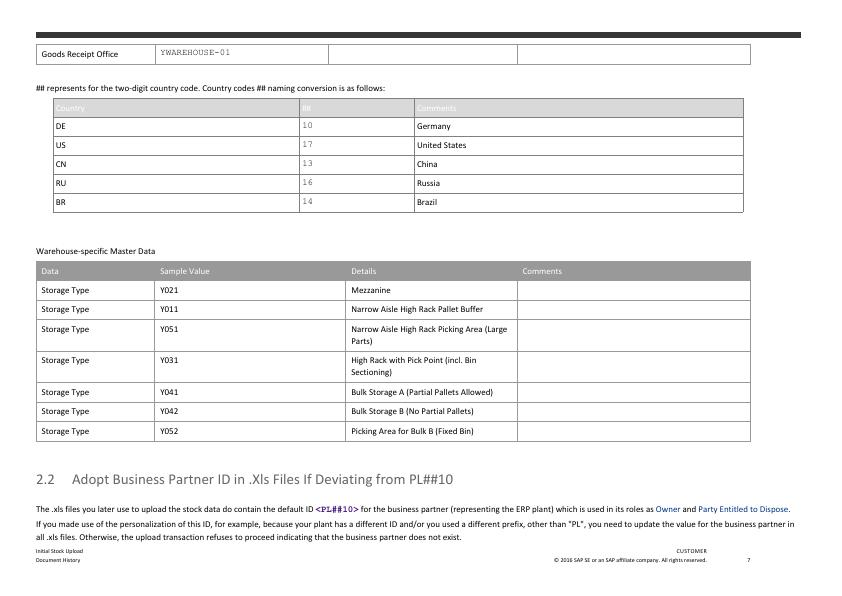 Goods Receipt Office YWAREHOUSE-01
## represents for the two-digit country code. Country codes ## naming conversion is as follows:
Country ## Comments
DE 10 Germany
US 17 United States
CN 13 China
RU 16 Russia
BR 14 Brazil
Warehouse-specific Master Data
Data Sample Value Details Comments
Storage Type Y021 Mezzanine
Storage Type Y011 Narrow Aisle High Rack Pallet Buffer
Storage Type Y051 Narrow Aisle High Rack Picking Area (Large
Parts)
Storage Type Y031 High Rack with Pick Point (incl. Bin
Sectioning)
Storage Type Y041 Bulk Storage A (Partial Pallets Allowed)
Storage Type Y042 Bulk Storage B (No Partial Pallets)
Storage Type Y052 Picking Area for Bulk B (Fixed Bin)
2.2 Adopt Business Partner ID in .Xls Files If Deviating from PL##10
The .xls files you later use to upload the stock data do contain the default ID <PL##10> for the business partner (representing the ERP plant) which is used in its roles as Owner and Party Entitled to Dispose.
If you made use of the personalization of this ID, for example, because your plant has a different ID and/or you used a different prefix, other than "PL", you need to update the value for the business partner in
all .xls files. Otherwise, the upload transaction refuses to proceed indicating that the business partner does not exist.
Initial Stock Upload CUSTOMER
Document History © 2016 SAP SE or an SAP affiliate company. All rights reserved. 7